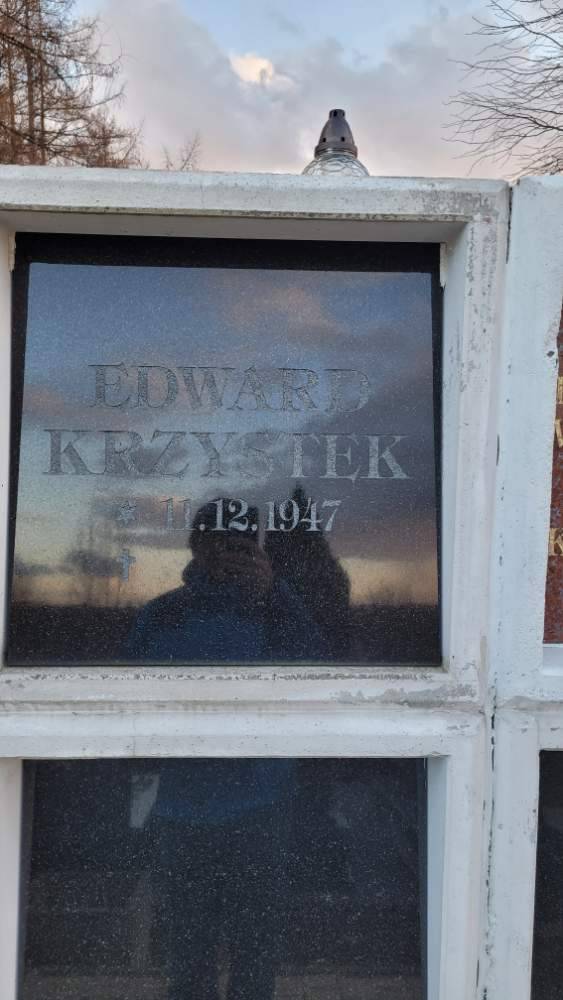 EDWARD
KRZYSTEK
* 11.12.1947
†